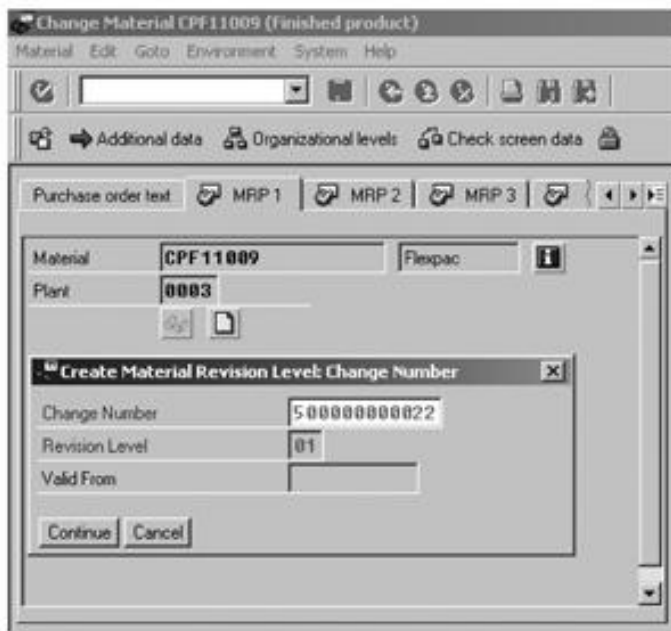 Change Material CPF11009 (Finished product)
Material Edit Goto Environment System Help
Additional data Organizational levels Check screen data
Purchase order text MRP 1 MRP 2 MRP 3
Material CPF11009 Flexpac
Plant 0003
Create Material Revision Level: Change Number
Change Number 500000000022
Revision Level 01
Valid From
Continue Cancel